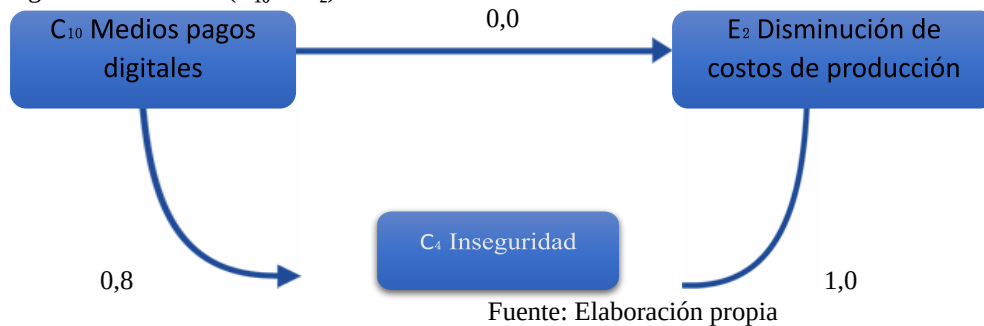 0,0
C₁₀ Medios pagos
digitales
E₂ Disminución de
costos de producción
C₄ Inseguridad
0,8
1,0
Fuente: Elaboración propia